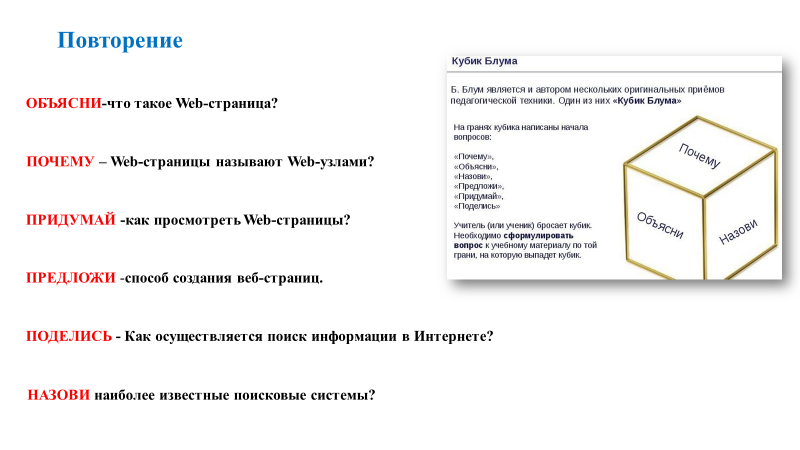 Повторение
ОБЪЯСНИ-что такое Web-страница?
ПОЧЕМУ – Web-страницы называют Web-узлами?
ПРИДУМАЙ -как просмотреть Web-страницы?
ПРЕДЛОЖИ -способ создания веб-страниц.
ПОДЕЛИСЬ - Как осуществляется поиск информации в Интернете?
НАЗОВИ наиболее известные поисковые системы?
Кубик Блума
Б. Блум является и автором нескольких оригинальных приёмов
педагогической техники. Один из них «Кубик Блума»
На гранях кубика написаны начала
вопросов:
«Почему»,
«Объясни»,
«Назови»,
«Предложи»,
«Придумай»,
«Поделись»
Учитель (или ученик) бросает кубик.
Необходимо сформулировать
вопрос к учебному материалу по той
грани, на которую выпадет кубик.
Почему
Объясни
Назови